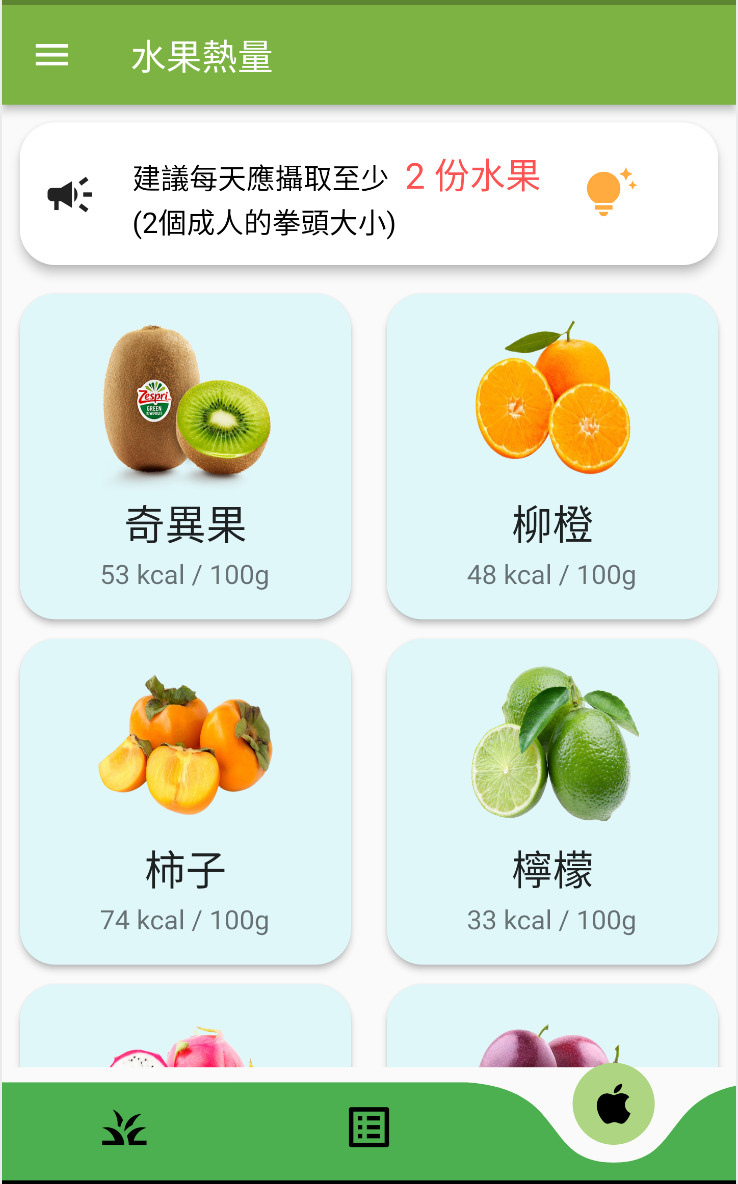 水果熱量
建議每天應攝取至少 2 份水果
(2個成人的拳頭大小)
Zespri
GREEN
奇異果
53 kcal / 100g
柳橙
48 kcal / 100g
柿子
74 kcal / 100g
檸檬
33 kcal / 100g